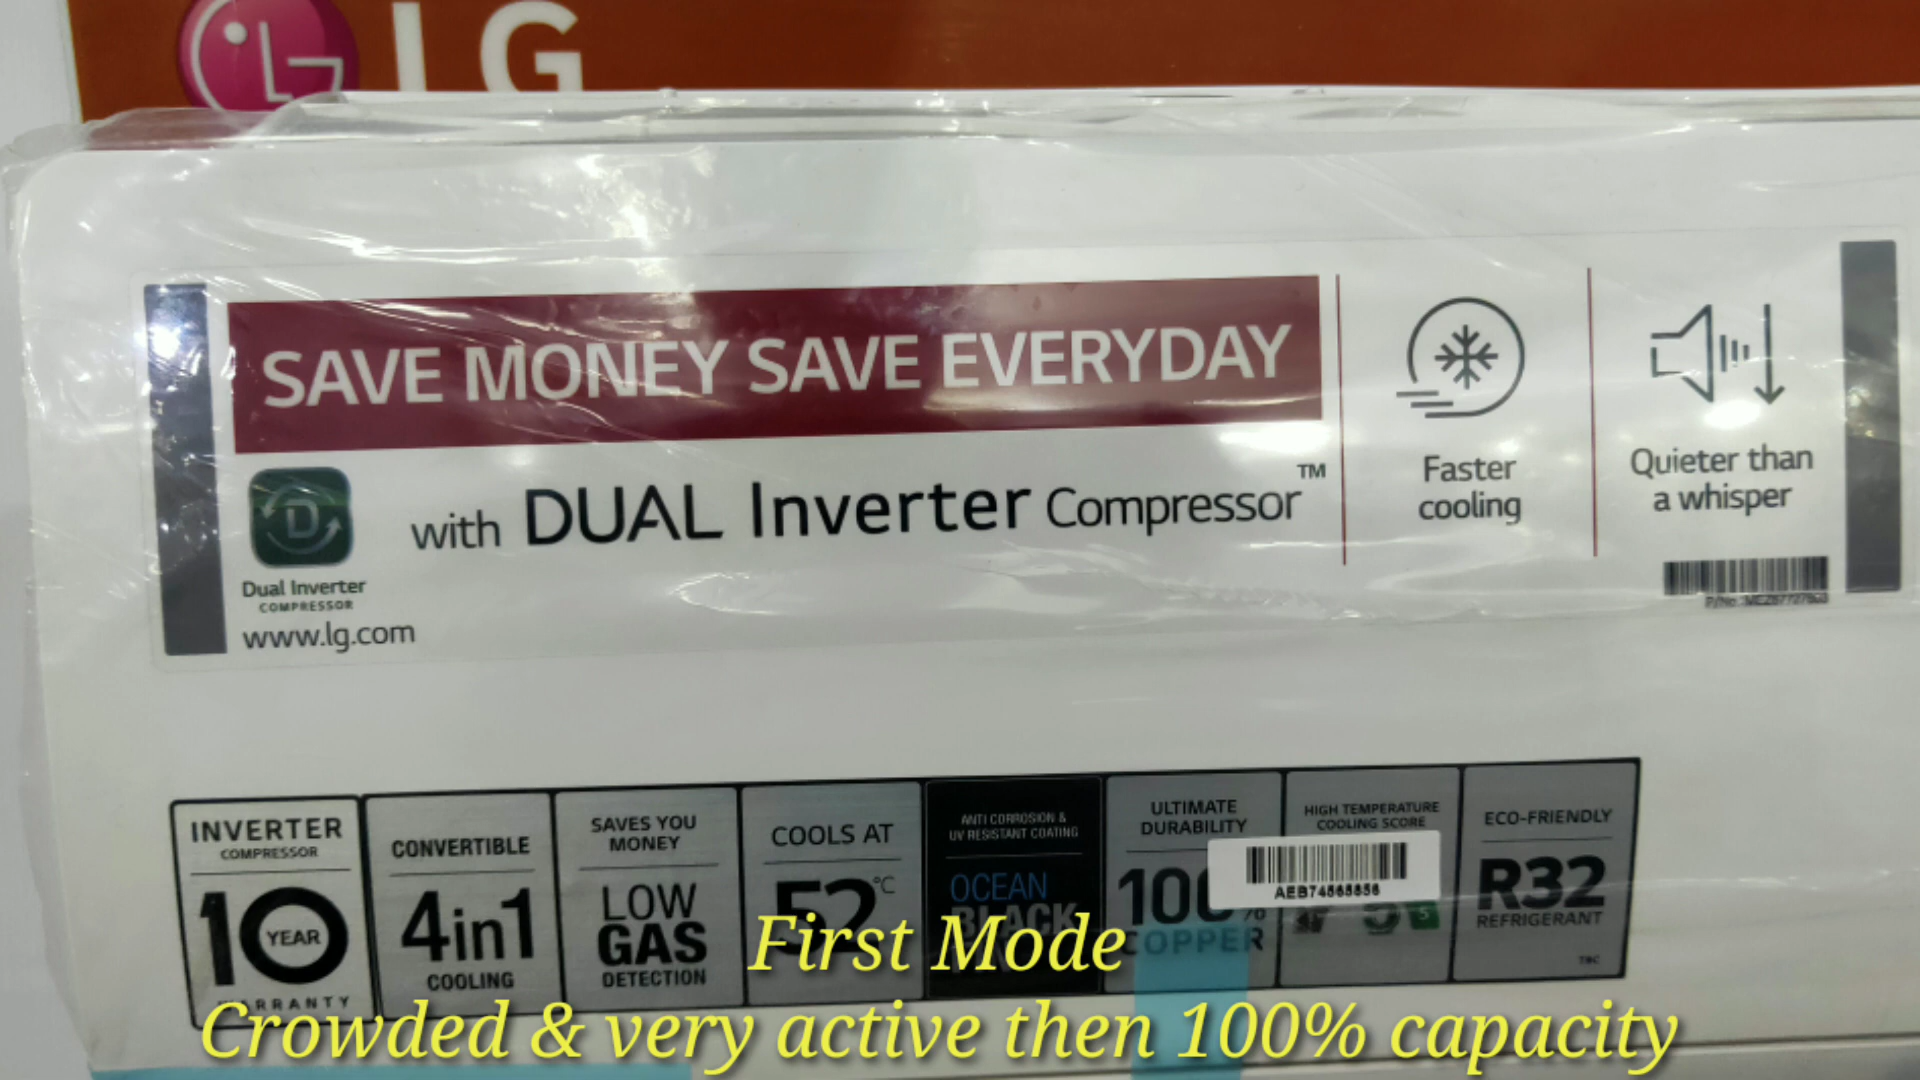 LG
SAVE MONEY SAVE EVERYDAY
with DUAL Inverter Compressor™
Dual Inverter
COMPRESSOR
www.lg.com
Faster
cooling
Quieter than
a whisper
INVERTER
COMPRESSOR
10
YEAR
WARRANTY
CONVERTIBLE
4in1
COOLING
SAVES YOU
MONEY
LOW
GAS
DETECTION
COOLS AT
52°C
ANTI CORROSION &
UV RESISTANT COATING
OCEAN
BLACK
ULTIMATE
DURABILITY
100%
COPPER
HIGH TEMPERATURE
COOLING SCORE
AEB74565856
ECO-FRIENDLY
R32
REFRIGERANT
First Mode
Crowded & very active then 100% capacity